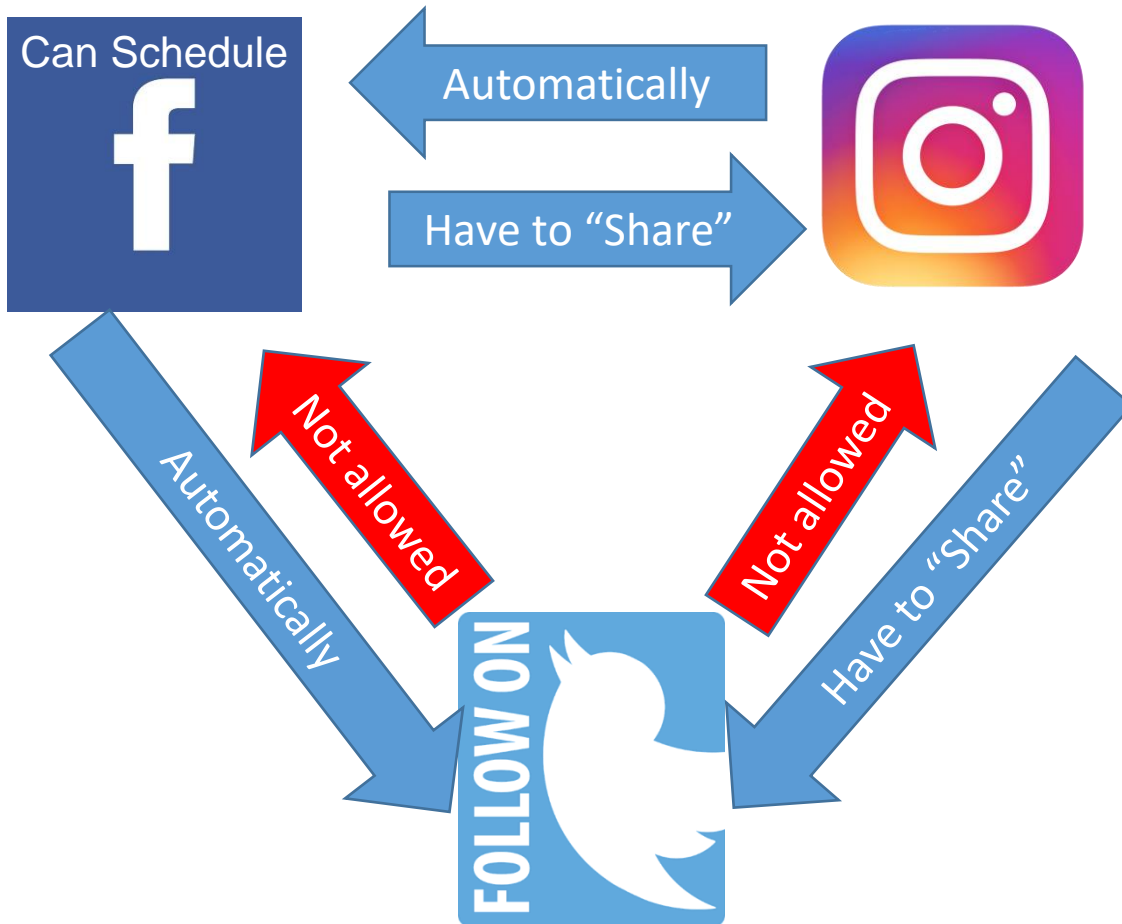 Can Schedule
f
Automatically
Have to “Share”
Not allowed
Not allowed
Automatically
Have to “Share”
FOLLOW ON